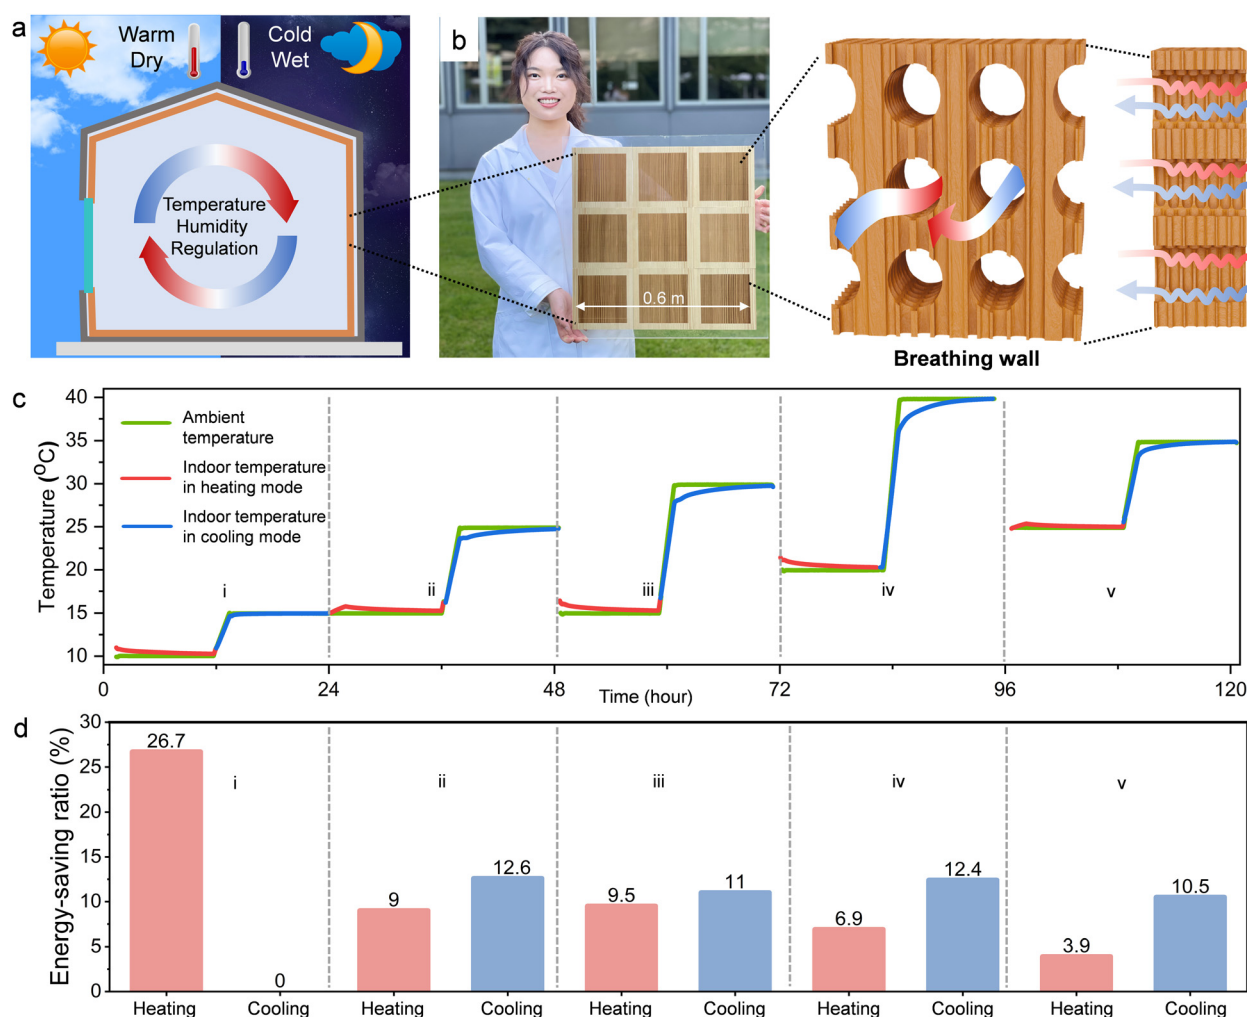 a
Warm
Dry
Cold
Wet
Temperature
Humidity
Regulation
b
0.6 m
Breathing wall
c
Temperature (°C)
40
35
30
25
20
15
10
Ambient
temperature
Indoor temperature
in heating mode
Indoor temperature
in cooling mode
i
ii
iii
iv
v
0
24
48
72
96
120
Time (hour)
d
Energy-saving ratio (%)
30
25
20
15
10
5
0
26.7
0
9
12.6
9.5
11
6.9
12.4
3.9
10.5
i
ii
iii
iv
v
Heating
Cooling
Heating
Cooling
Heating
Cooling
Heating
Cooling
Heating
Cooling